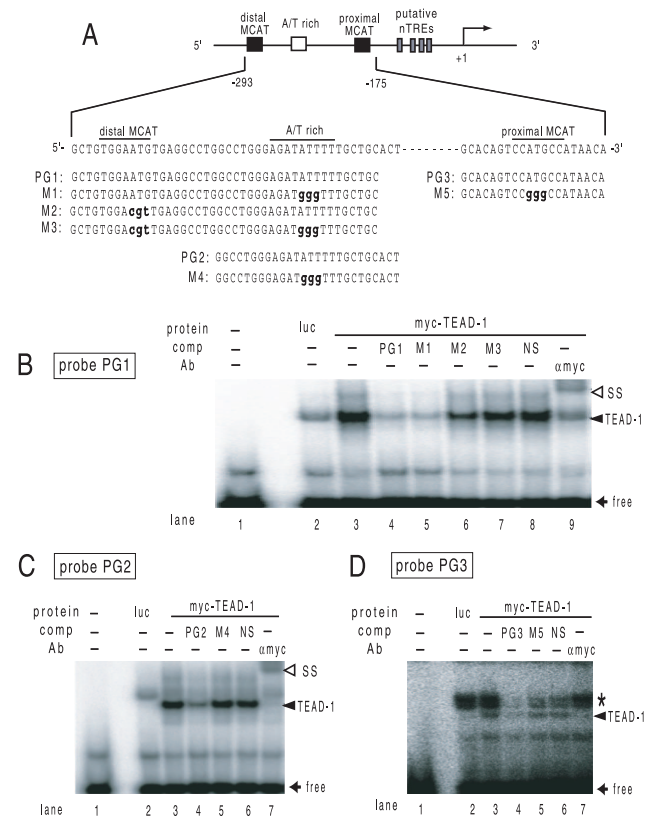 A
distal MCAT
A/T rich
proximal MCAT
putative nTREs
5' 3'
+1
-293 -175
distal MCAT A/T rich proximal MCAT
5'- GCTGTGGAATGTGAGGCCTGGCCTGGGAGATATTTTTGCTGCACT-------GCACAGTCCATGCCATAACA -3'
PG1: GCTGTGGAATGTGAGGCCTGGCCTGGGAGATATTTTTGCTGC PG3: GCACAGTCCATGCCATAACA
M1: GCTGTGGAATGTGAGGCCTGGCCTGGGAGATgggTTTGCTGC M5: GCACAGTCCgggCCATAACA
M2: GCTGTGGAcgtTGAGGCCTGGCCTGGGAGATATTTTTGCTGC
M3: GCTGTGGAcgtTGAGGCCTGGCCTGGGAGATgggTTTGCTGC
PG2: GGCCTGGGAGATATTTTTGCTGCACT
M4: GGCCTGGGAGATgggTTTGCTGCACT
B probe PG1
protein – luc myc-TEAD-1
comp – – – PG1 M1 M2 M3 NS –
Ab – – – – – – – – αmyc
SS
TEAD-1
free
lane 1 2 3 4 5 6 7 8 9
C probe PG2
protein – luc myc-TEAD-1
comp – – – PG2 M4 NS –
Ab – – – – – – αmyc
SS
TEAD-1
free
lane 1 2 3 4 5 6 7
D probe PG3
protein – luc myc-TEAD-1
comp – – – PG3 M5 NS –
Ab – – – – – – αmyc
*
TEAD-1
free
lane 1 2 3 4 5 6 7